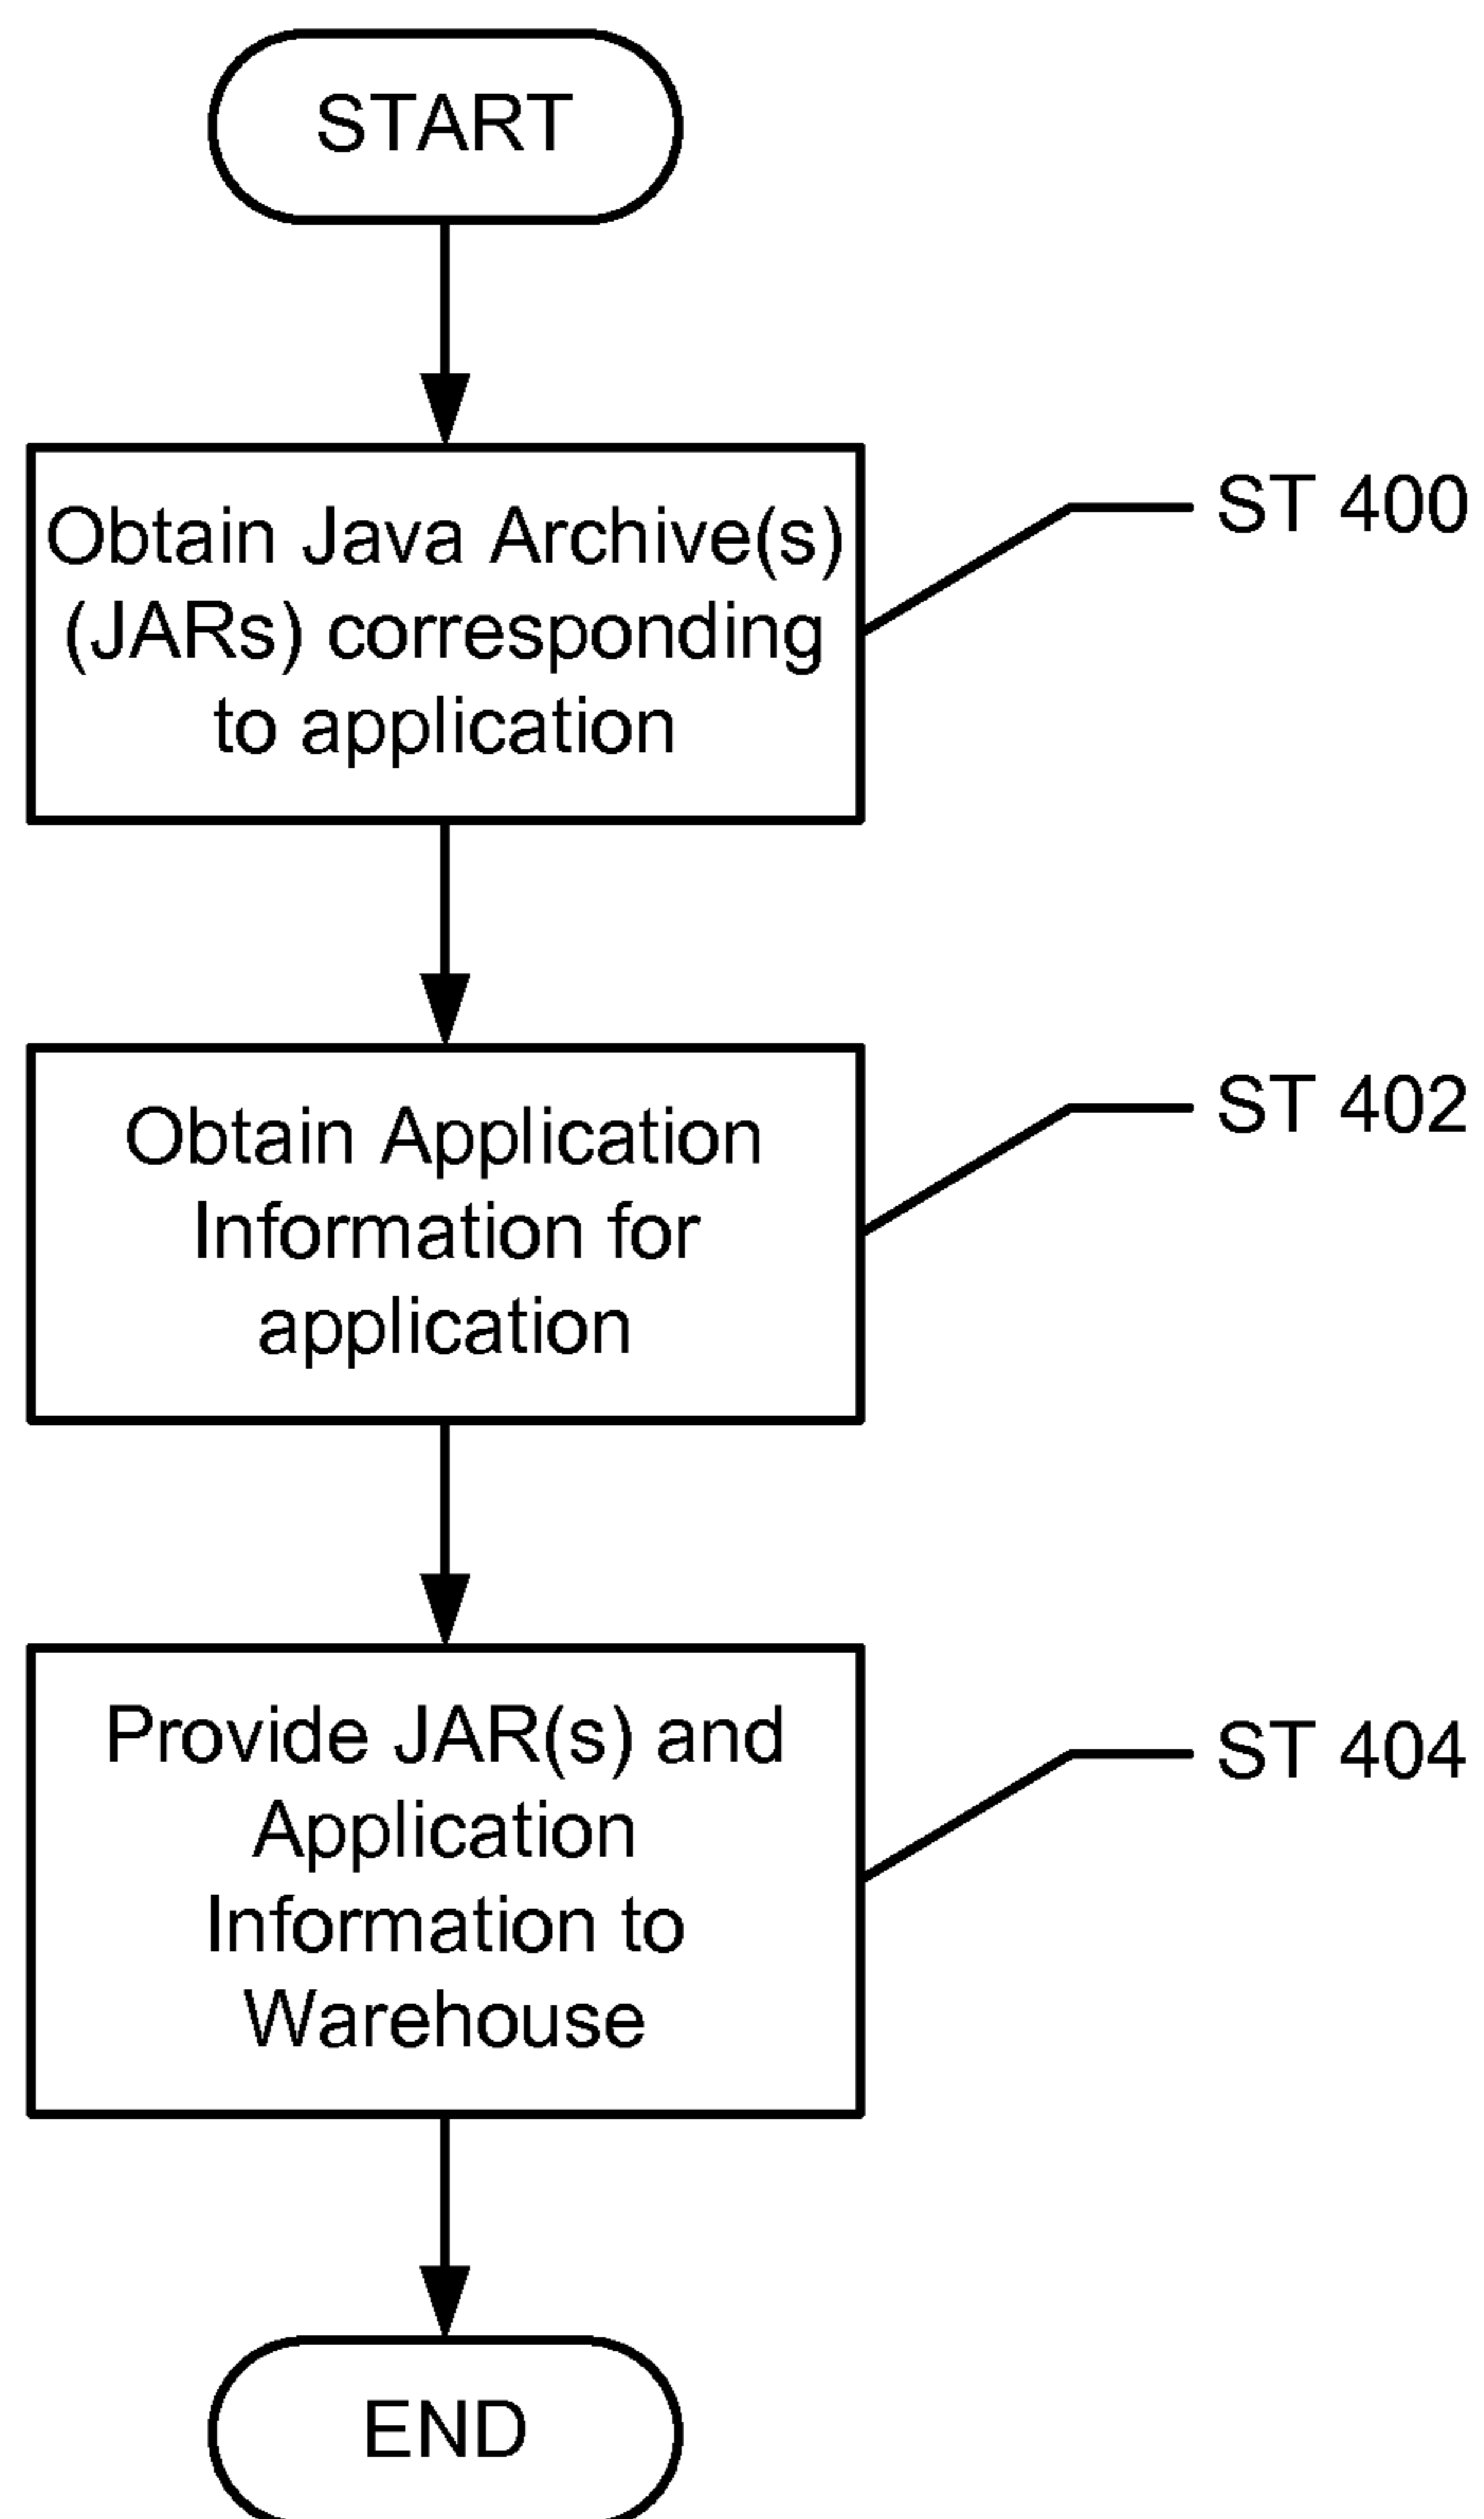 START
Obtain Java Archive(s)
(JARs) corresponding
to application
ST 400
Obtain Application
Information for
application
ST 402
Provide JAR(s) and
Application
Information to
Warehouse
ST 404
END